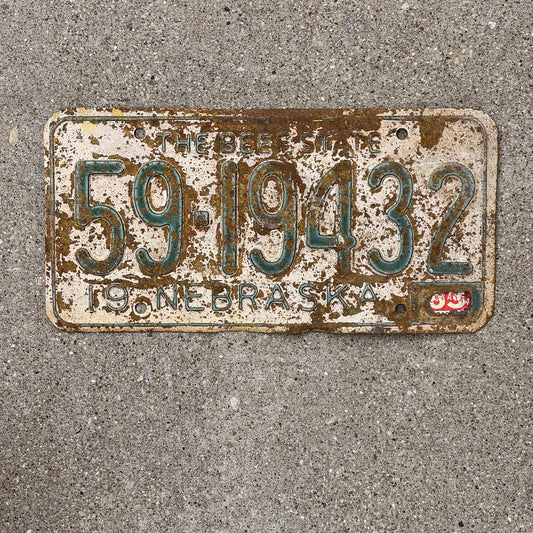 THE BEEF STATE
59-19432
19 NEBRASKA